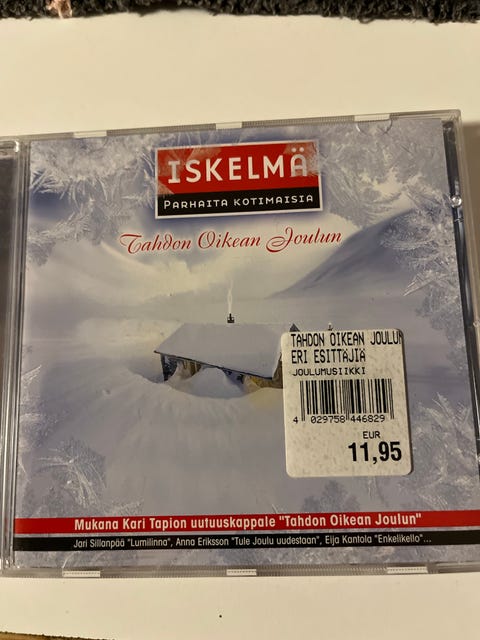 ISKELMÄ
PARHAITA KOTIMAISIA
Tahdon Oikean Joulun
TAHDON OIKEAN JOULUN
ERI ESITTÄJIÄ
JOULUMUSIIKKI
4 029758 446829
EUR
11,95
Mukana Kari Tapion uutuuskappale "Tahdon Oikean Joulun"
Jari Sillanpää "Lumilinna", Anna Eriksson "Tule Joulu uudestaan", Eija Kantola "Enkelikello"...